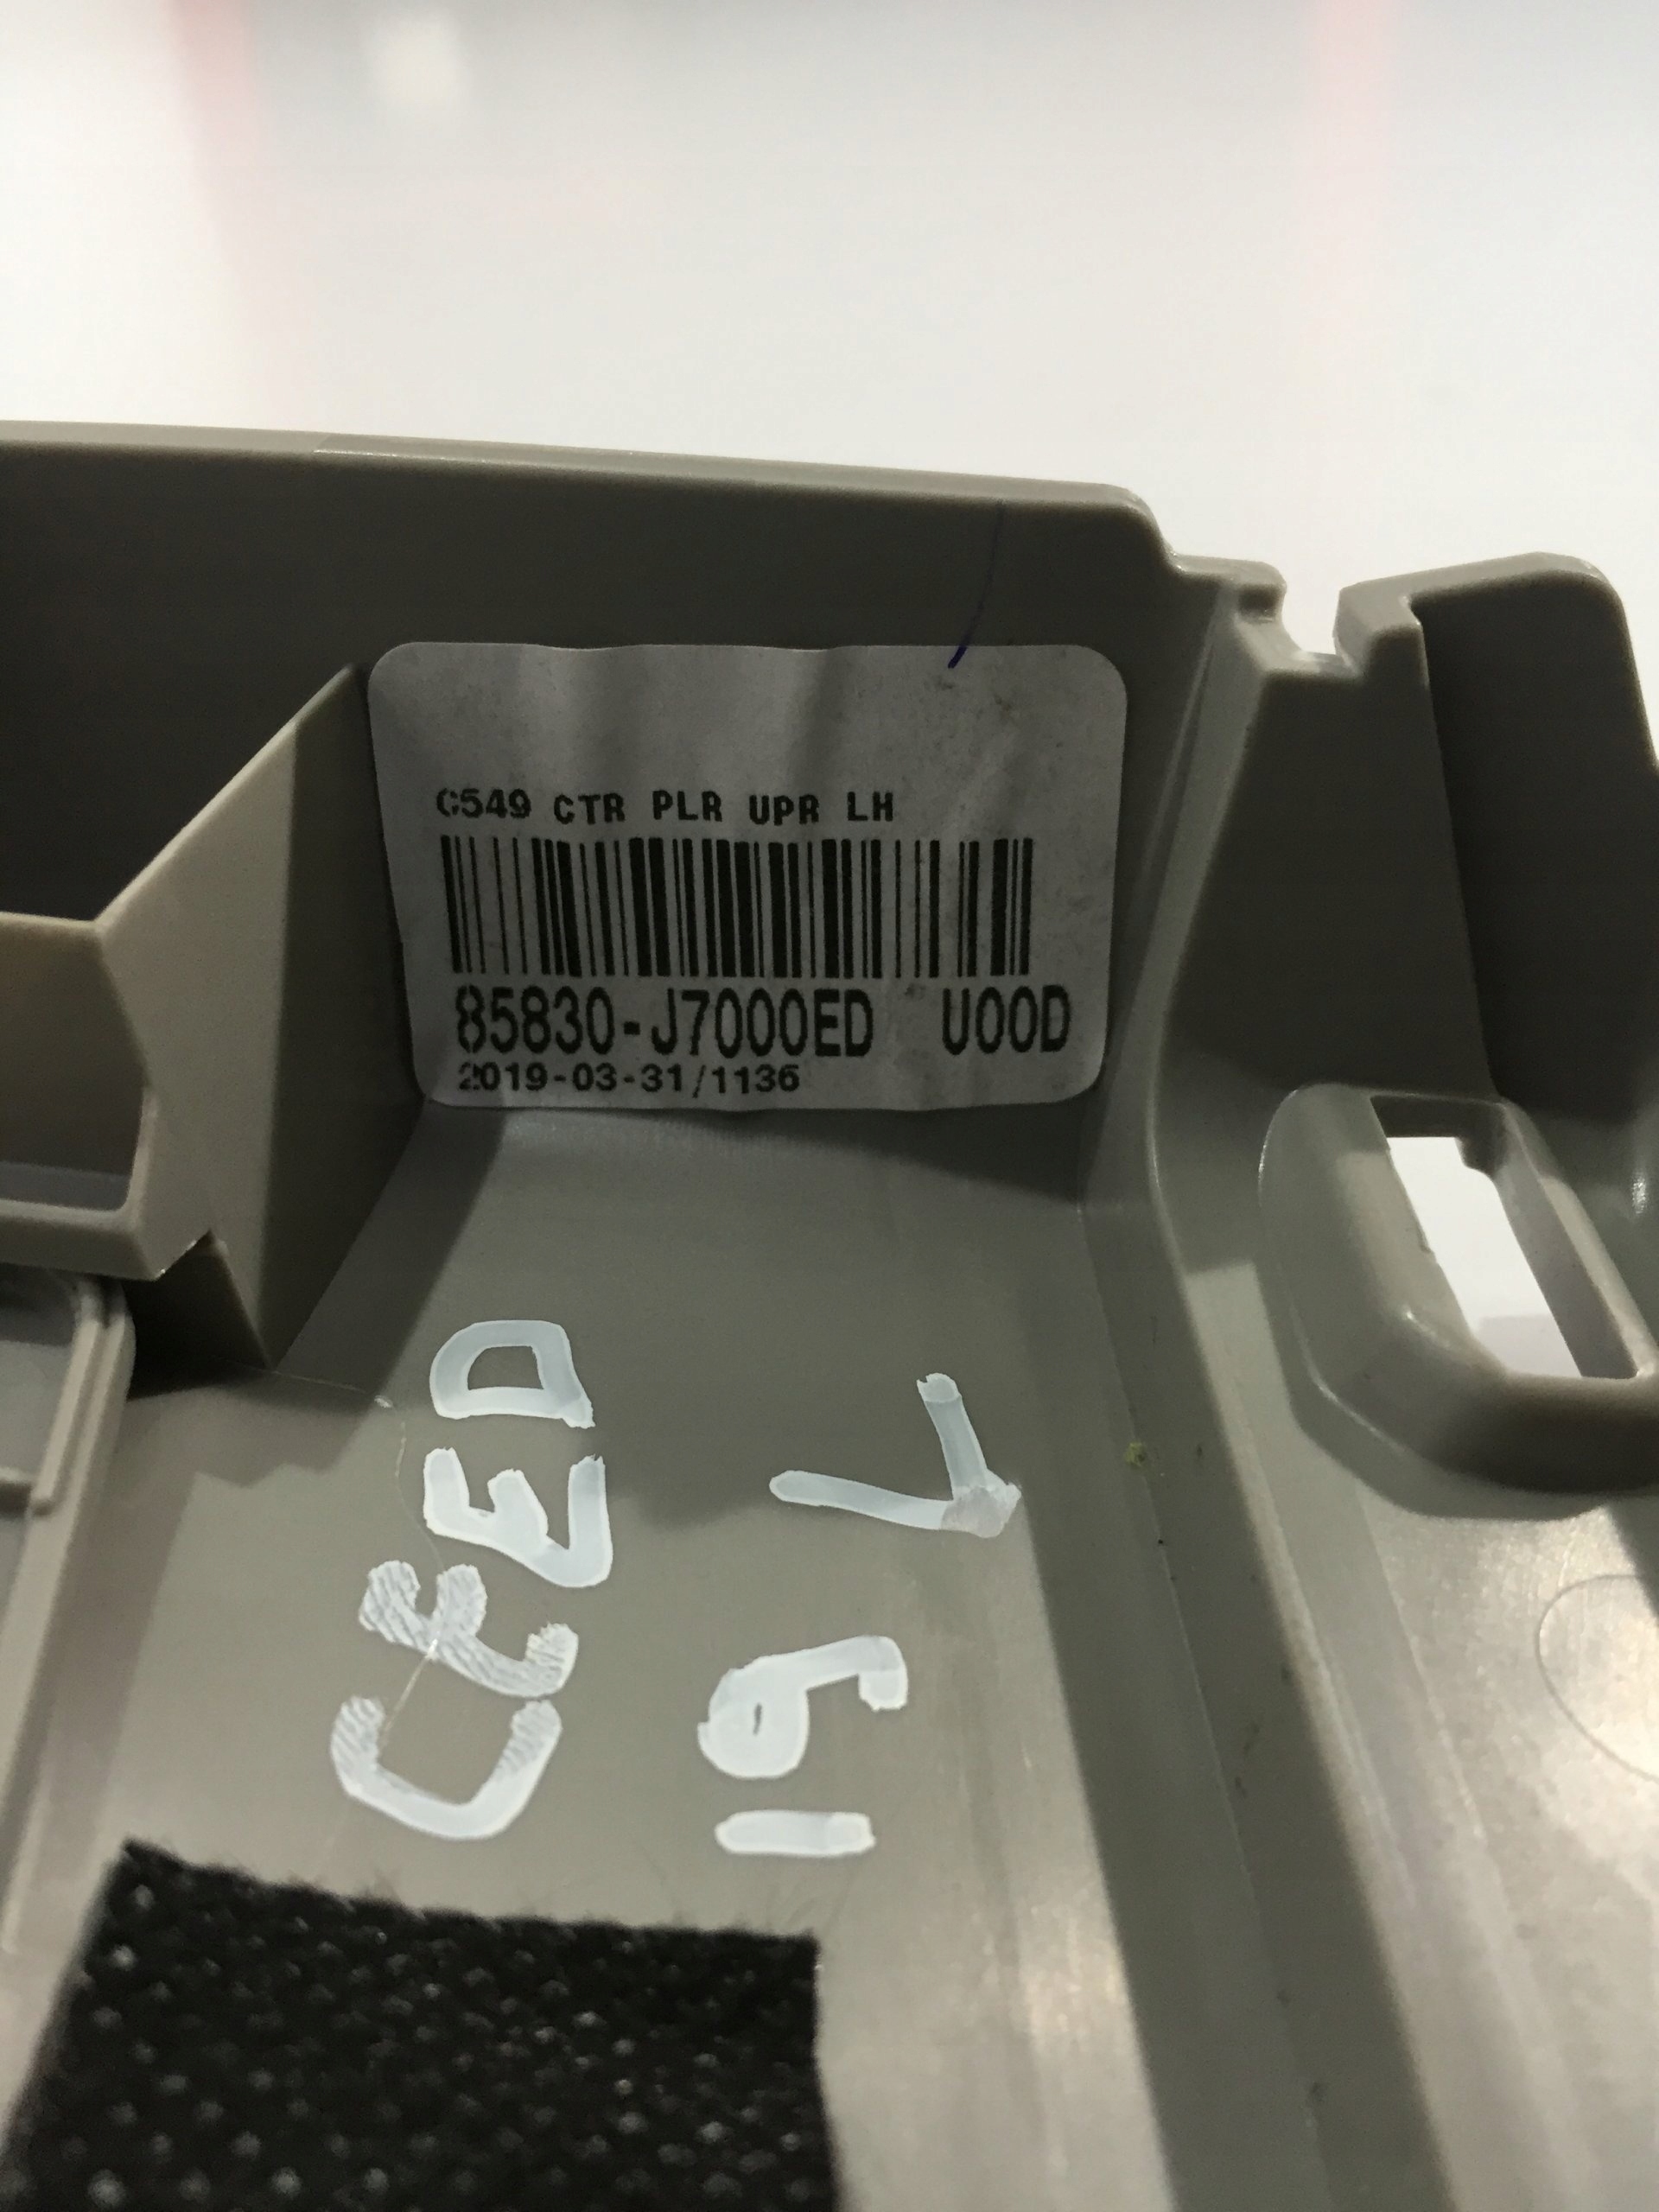 C549 CTR PLR UPR LH
85830-J7000ED U00D
2019-03-31/1136
CEED
19 L